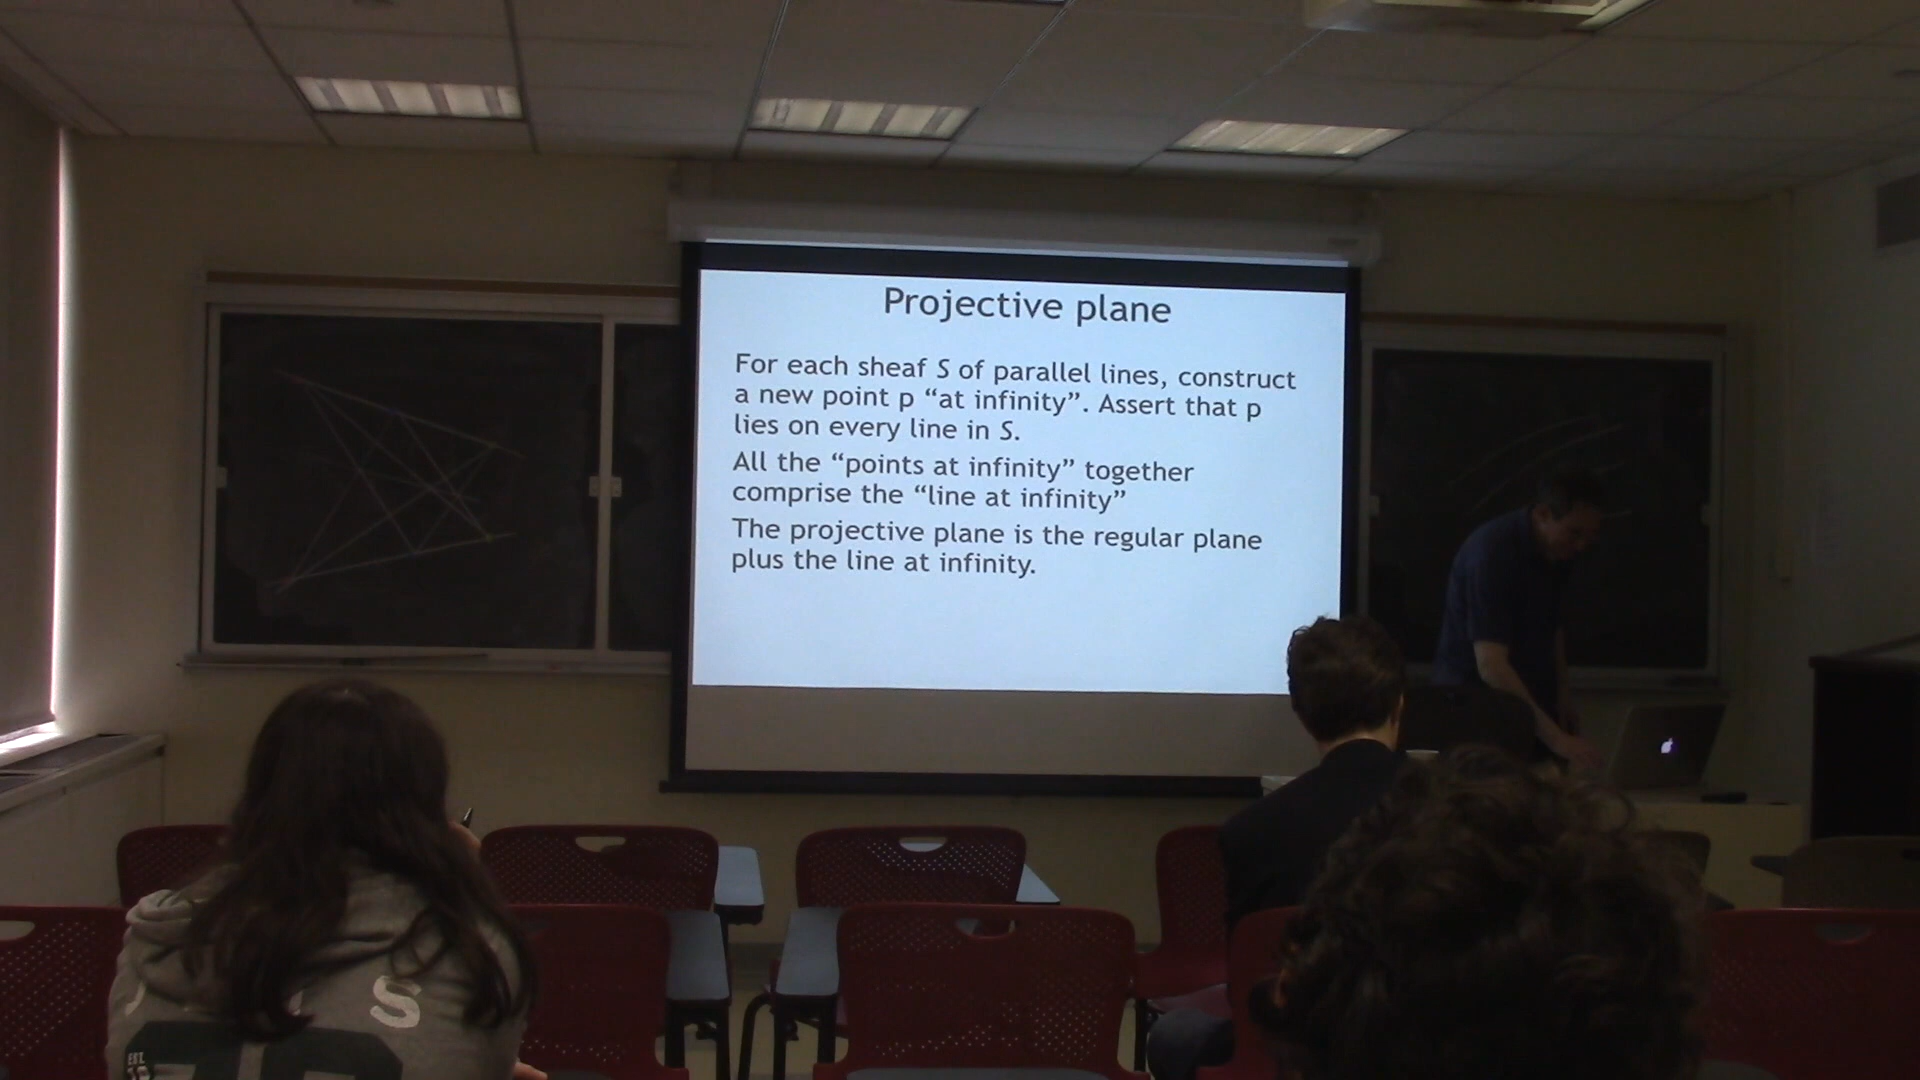 Projective plane
For each sheaf S of parallel lines, construct
a new point p “at infinity”. Assert that p
lies on every line in S.
All the “points at infinity” together
comprise the “line at infinity”
The projective plane is the regular plane
plus the line at infinity.
S
EST.